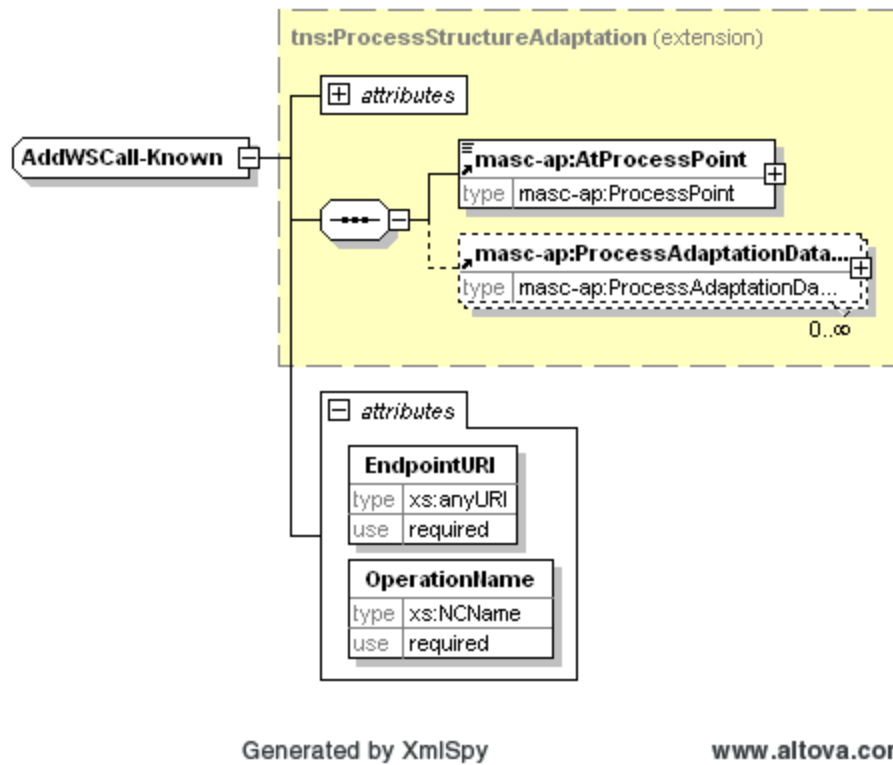 tns:ProcessStructureAdaptation (extension)
attributes
AddWSCall-Known
masc-ap:AtProcessPoint
type masc-ap:ProcessPoint
masc-ap:ProcessAdaptationData...
type masc-ap:ProcessAdaptationDa...
0..∞
attributes
EndpointURI
type xs:anyURI
use required
OperationName
type xs:NCName
use required
Generated by XmlSpy www.altova.com